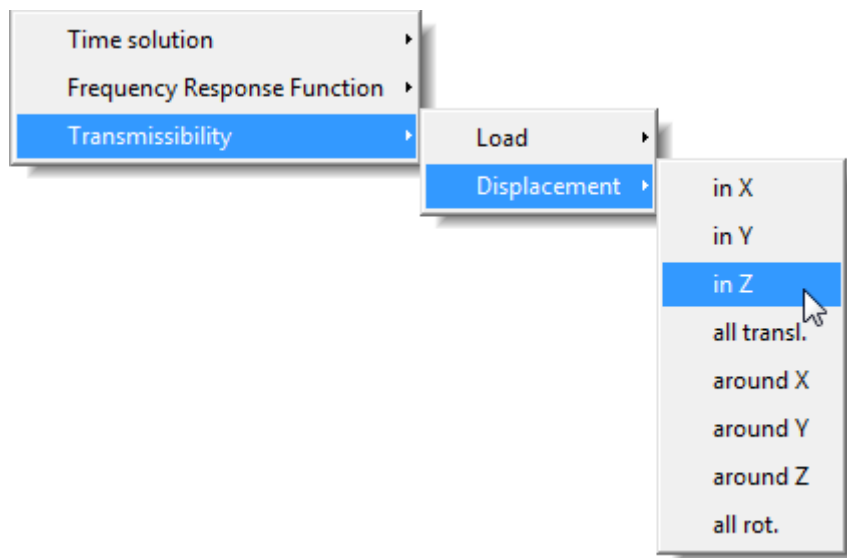 Time solution
Frequency Response Function
Transmissibility
Load
Displacement
in X
in Y
in Z
all transl.
around X
around Y
around Z
all rot.